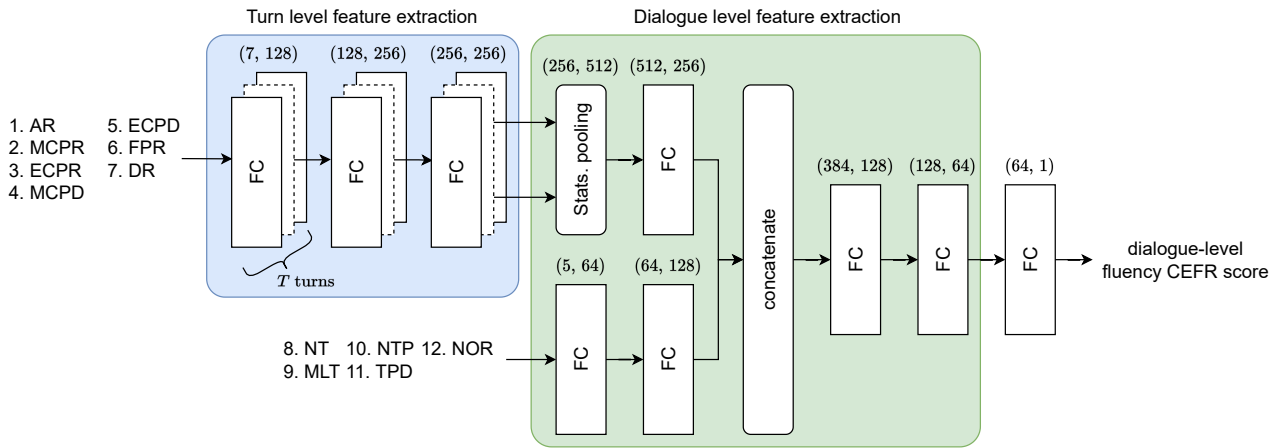 Turn level feature extraction
Dialogue level feature extraction
(7, 128)
(128, 256)
(256, 256)
(256, 512)
(512, 256)
1. AR
2. MCPR
3. ECPR
4. MCPD
5. ECPD
6. FPR
7. DR
FC
FC
FC
T turns
Stats. pooling
FC
(5, 64)
(64, 128)
8. NT
9. MLT
10. NTP
11. TPD
12. NOR
FC
FC
concatenate
(384, 128)
(128, 64)
(64, 1)
FC
FC
FC
dialogue-level
fluency CEFR score